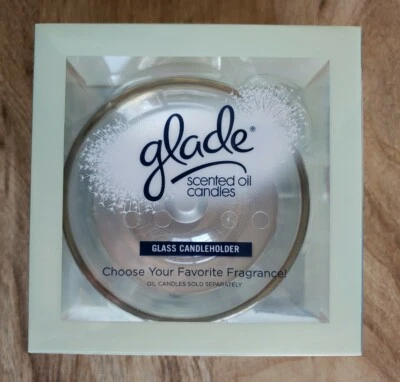 glade®
scented oil
candles
GLASS CANDLEHOLDER
Choose Your Favorite Fragrance!
OIL CANDLES SOLD SEPARATELY